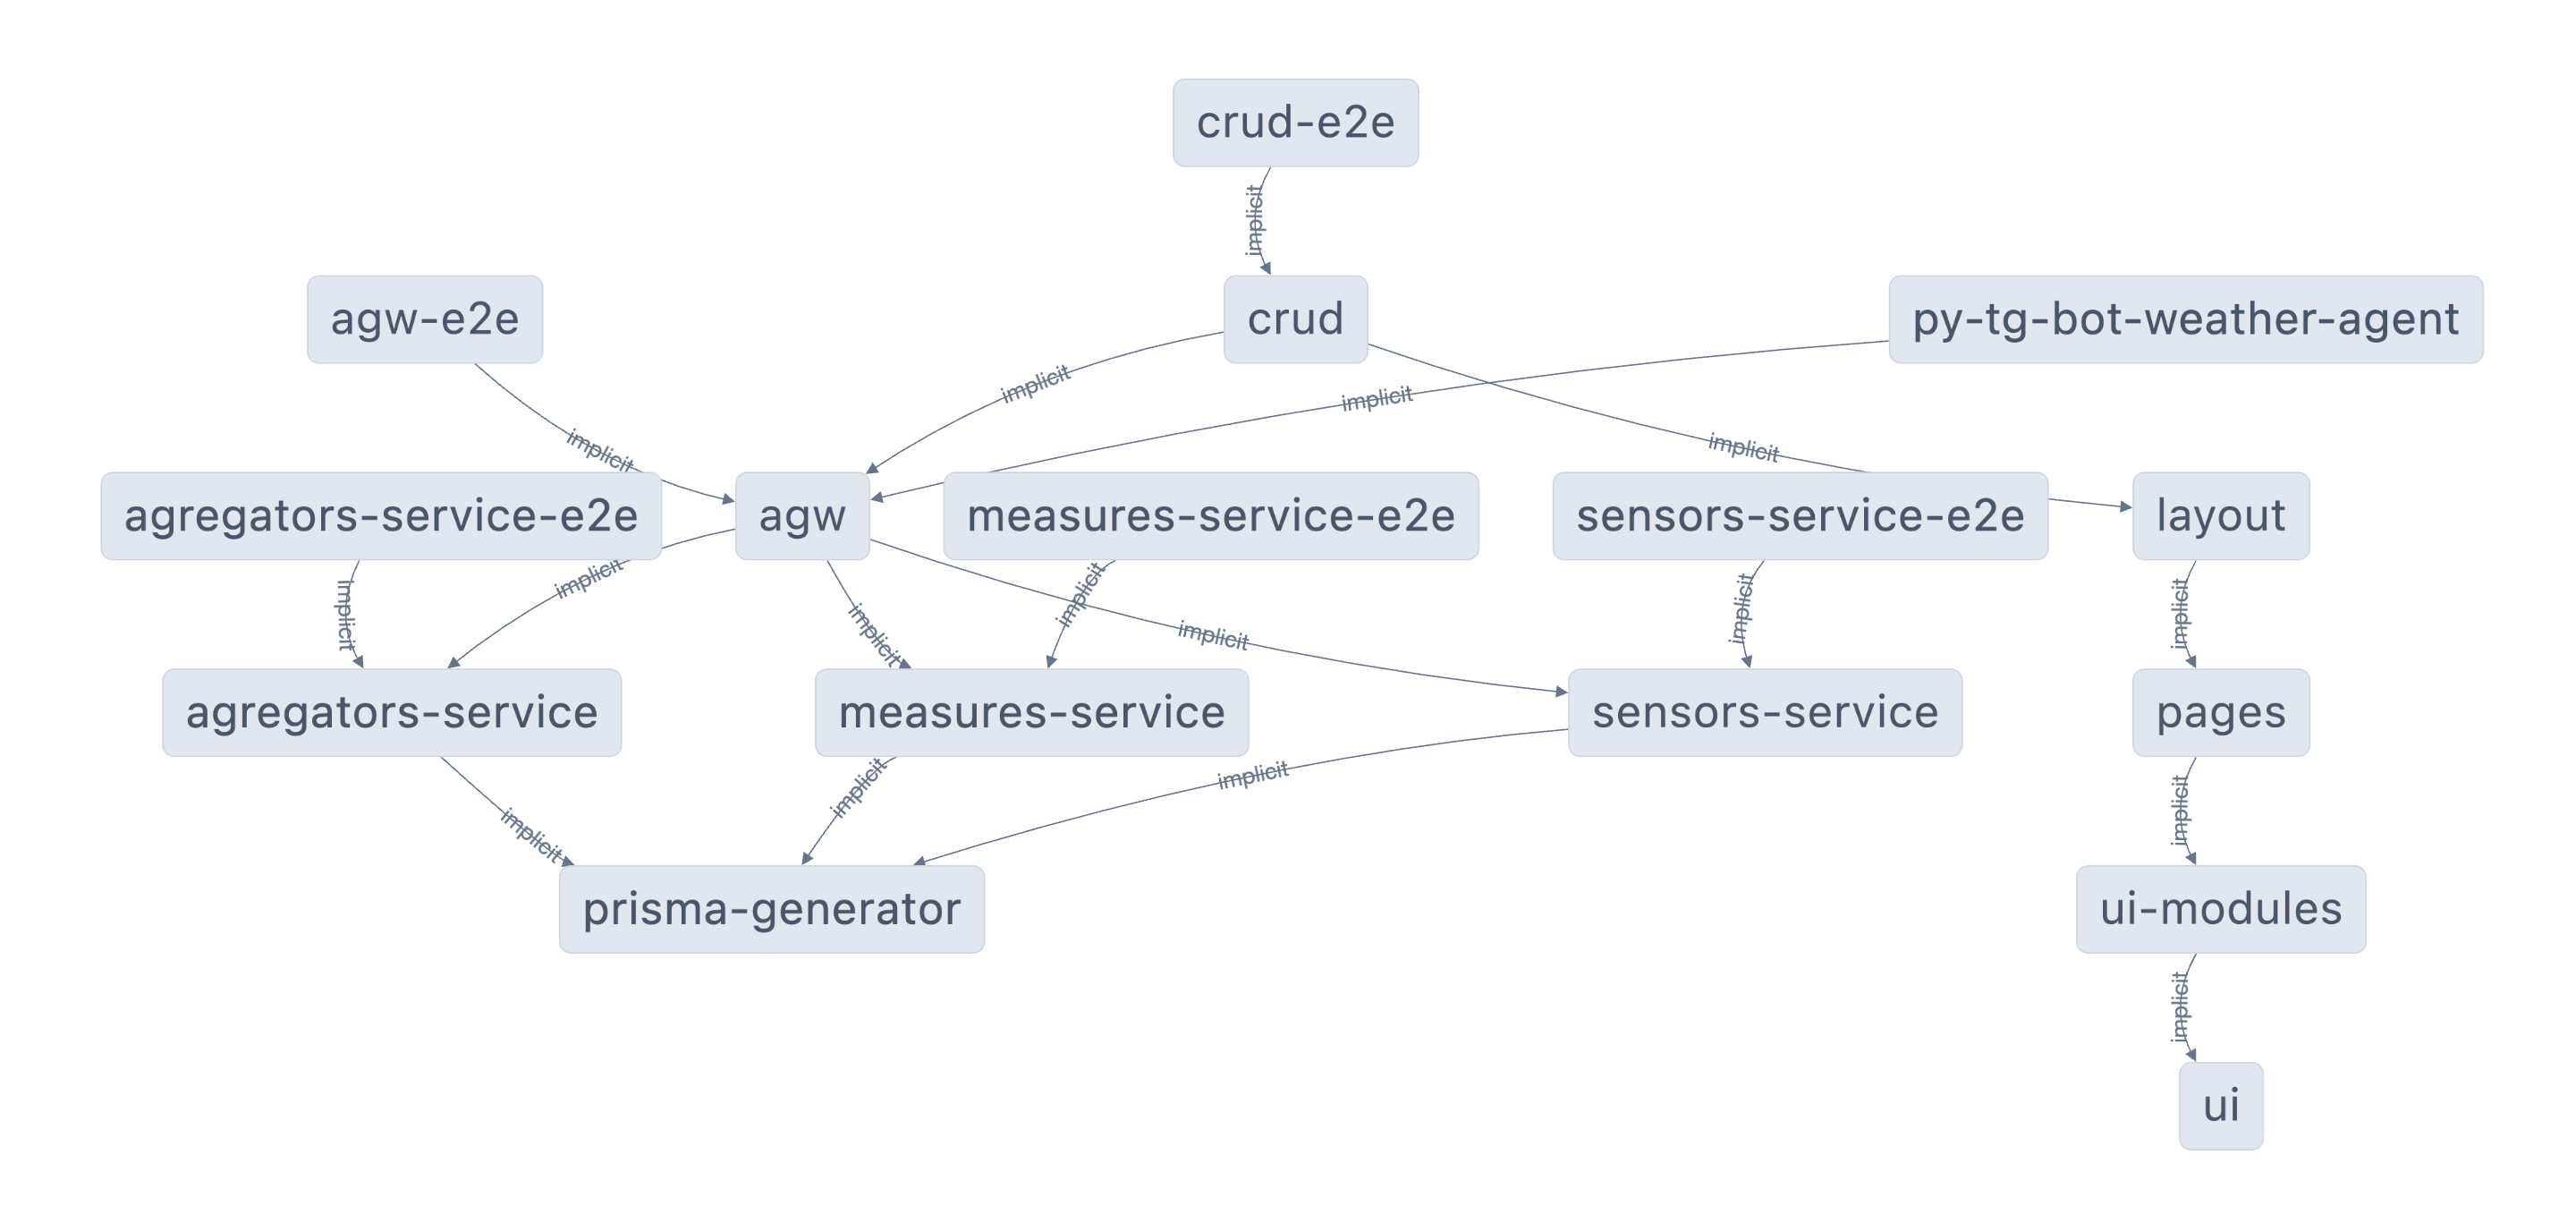 crud-e2e
implicit
agw-e2e
crud
py-tg-bot-weather-agent
implicit
implicit
implicit
implicit
agregators-service-e2e
agw
measures-service-e2e
sensors-service-e2e
layout
implicit
implicit
implicit
implicit
implicit
implicit
implicit
agregators-service
measures-service
sensors-service
pages
implicit
implicit
implicit
implicit
prisma-generator
ui-modules
implicit
ui